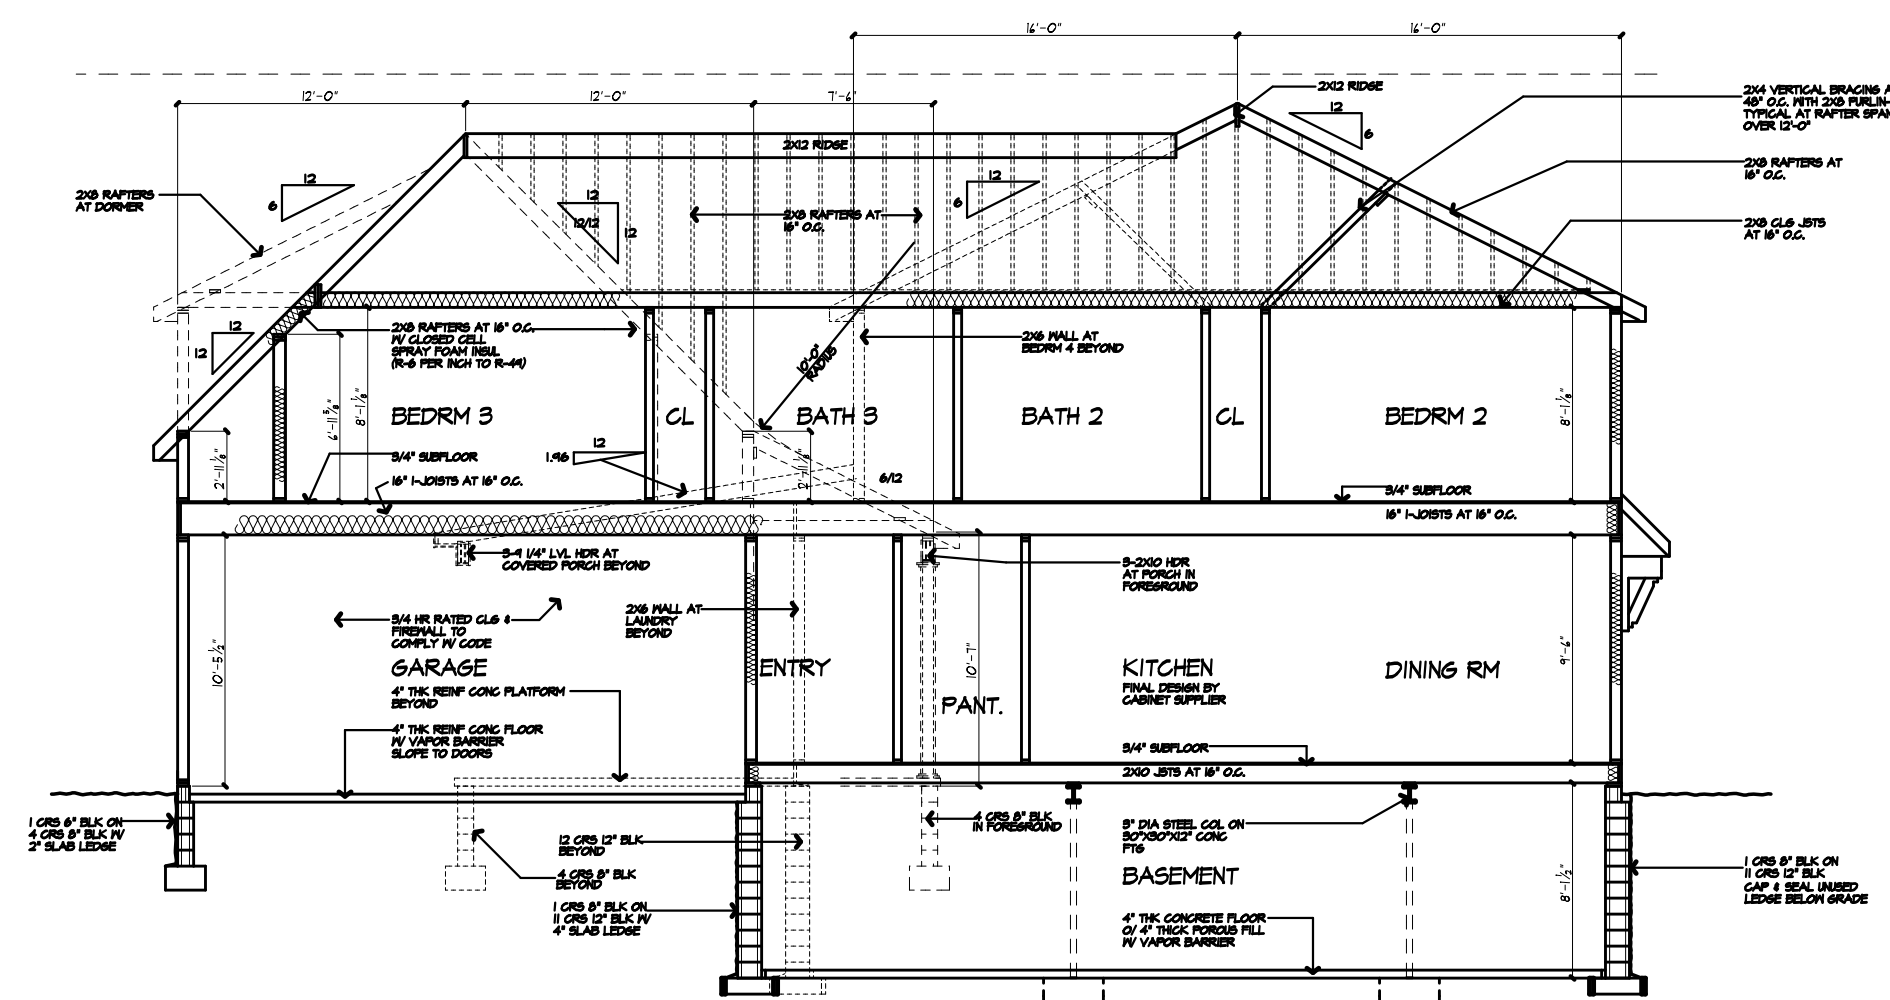 16'-0"
16'-0"
12'-0"
12'-0"
7'-6"
2X12 RIDGE
12
6
2X4 VERTICAL BRACING
48" O.C. WITH 2X8 PURLIN
TYPICAL AT RAFTER SPAN
OVER 12'-0"
2X12 RIDGE
2X8 RAFTERS AT
16" O.C.
2X8 RAFTERS
AT DORMER
12
6
12
12/12
12
12
6
2X8 RAFTERS AT
16" O.C.
2X8 CLG JSTS
AT 16" O.C.
12
12
2X8 RAFTERS AT 16" O.C.
W/ CLOSED CELL
SPRAY FOAM INSUL
(R-6 PER INCH TO R-49)
10'-0"
RADIUS
2X6 WALL AT
BEDRM 4 BEYOND
6'-11 5/8"
8'-1 1/8"
8'-1 1/8"
BEDRM 3
CL
BATH 3
BATH 2
CL
BEDRM 2
2'-11 1/8"
3/4" SUBFLOOR
16" I-JOISTS AT 16" O.C.
12
1.96
2'-11 1/8"
6/12
3/4" SUBFLOOR
16" I-JOISTS AT 16" O.C.
3-9 1/4" LVL HDR AT
COVERED PORCH BEYOND
3-2X10 HDR
AT PORCH IN
FOREGROUND
3/4 HR RATED CLG &
FIREWALL TO
COMPLY W/ CODE
2X6 WALL AT
LAUNDRY
BEYOND
10'-5 1/2"
10'-7"
9'-6"
GARAGE
ENTRY
KITCHEN
FINAL DESIGN BY
CABINET SUPPLIER
DINING RM
PANT.
4" THK REINF CONC PLATFORM
BEYOND
4" THK REINF CONC FLOOR
W/ VAPOR BARRIER
SLOPE TO DOORS
3/4" SUBFLOOR
2X10 JSTS AT 16" O.C.
1 CRS 6" BLK ON
4 CRS 8" BLK W/
2" SLAB LEDGE
12 CRS 12" BLK
BEYOND
4 CRS 8" BLK
IN FOREGROUND
3" DIA STEEL COL ON
30"X30"X12" CONC
FTG
4 CRS 8" BLK
BEYOND
BASEMENT
8'-1 1/2"
1 CRS 8" BLK ON
11 CRS 12" BLK
CAP & SEAL UNUSED
LEDGE BELOW GRADE
1 CRS 8" BLK ON
11 CRS 12" BLK W/
4" SLAB LEDGE
4" THK CONCRETE FLOOR
O/ 4" THICK POROUS FILL
W/ VAPOR BARRIER